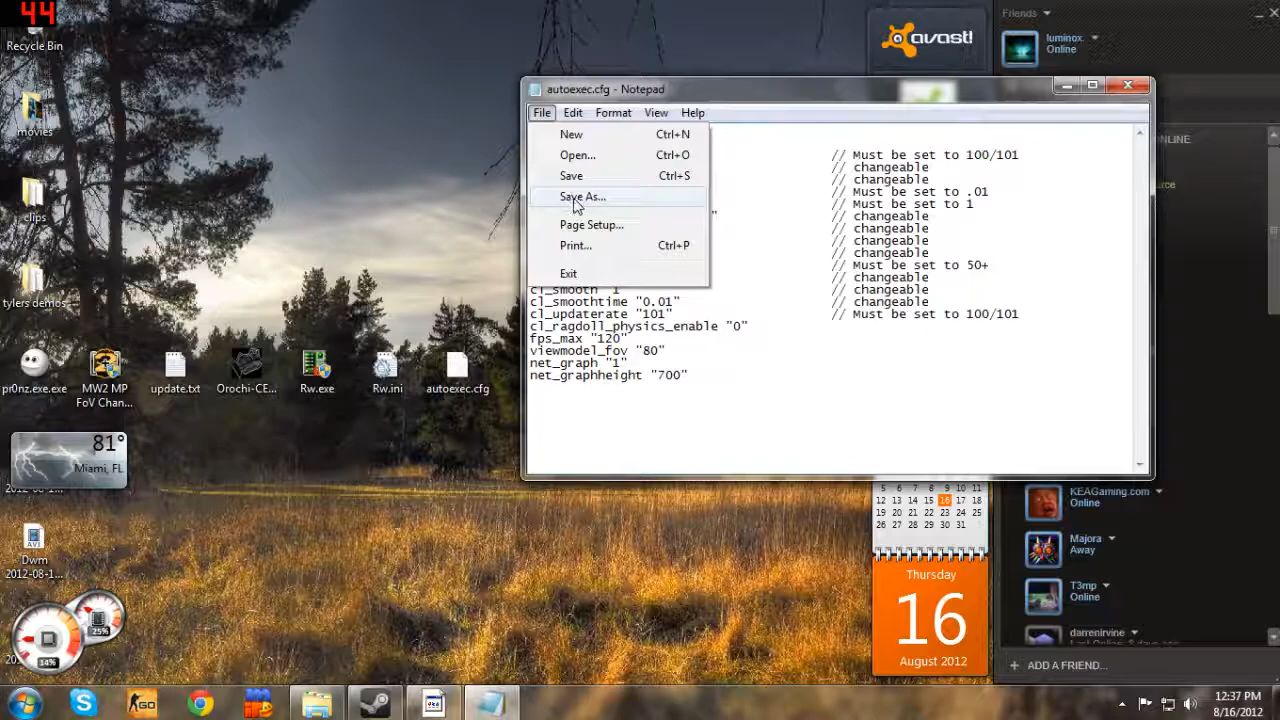 44
Recycle Bin
movies
clips
tylers demos
pr0nz.exe.exe
MW2 MP
FoV Chan...
update.txt
Orochi-CE...
Rw.exe
Rw.ini
autoexec.cfg
81°
Miami, FL
Dwm
2012-08-1...
25%
14%
avast!
autoexec.cfg - Notepad
File Edit Format View Help
New Ctrl+N
Open... Ctrl+O
Save Ctrl+S
Save As...
Page Setup...
Print... Ctrl+P
Exit
// Must be set to 100/101
// changeable
// changeable
// Must be set to .01
// Must be set to 1
" // changeable
// changeable
// changeable
// changeable
// Must be set to 50+
// changeable
cl_smooth "1" // changeable
cl_smoothtime "0.01" // changeable
cl_updaterate "101" // Must be set to 100/101
cl_ragdoll_physics_enable "0"
fps_max "120"
viewmodel_fov "80"
net_graph "1"
net_graphheight "700"
5 6 7 8 9 10 11
12 13 14 15 16 17 18
19 20 21 22 23 24 25
26 27 28 29 30 31
Thursday
16
August 2012
Friends
luminox
Online
ONLINE
KEAGaming.com
Online
Majora
Away
T3mp
Online
darrenirvine
ADD A FRIEND...
GO
12:37 PM
8/16/2012